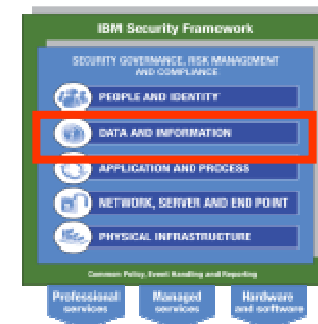 IBM Security Framework
SECURITY GOVERNANCE, RISK MANAGEMENT
AND COMPLIANCE
PEOPLE AND IDENTITY
DATA AND INFORMATION
APPLICATION AND PROCESS
NETWORK, SERVER AND END POINT
PHYSICAL INFRASTRUCTURE
Common Policy, Event Handling and Reporting
Professional services
Managed services
Hardware and software